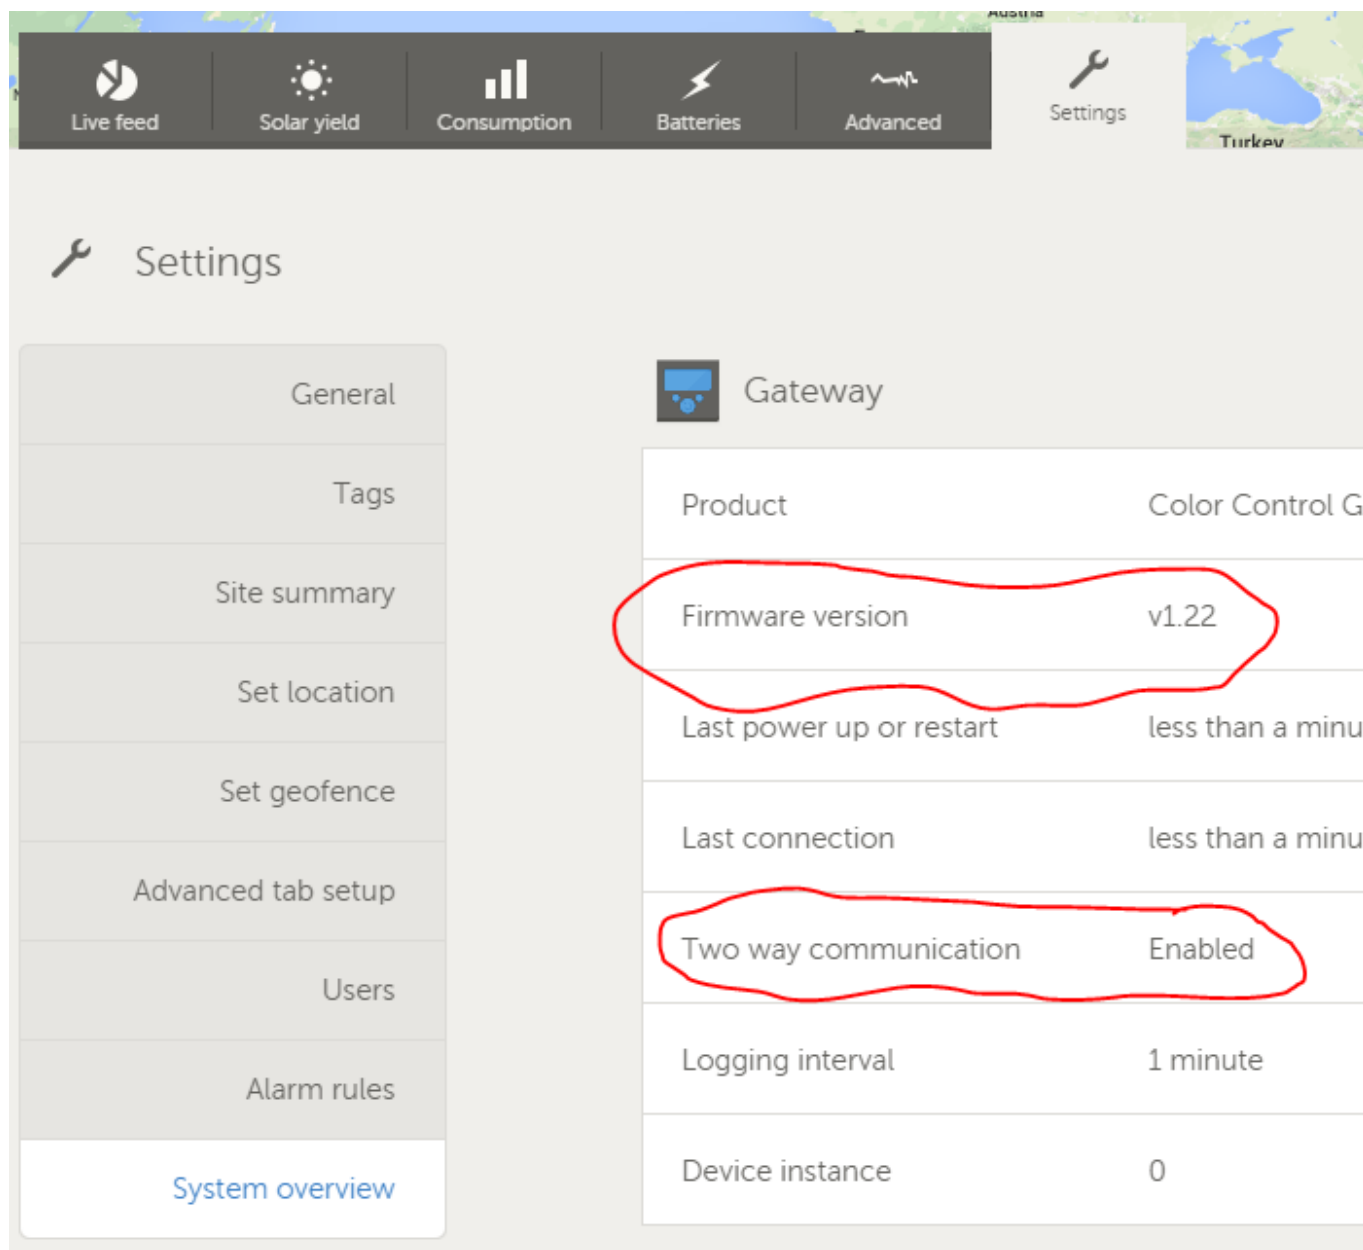 Austria
Live feed
Solar yield
Consumption
Batteries
Advanced
Settings
Turkey
Settings
General
Tags
Site summary
Set location
Set geofence
Advanced tab setup
Users
Alarm rules
System overview
Gateway
Product Color Control G
Firmware version v1.22
Last power up or restart less than a minu
Last connection less than a minu
Two way communication Enabled
Logging interval 1 minute
Device instance 0